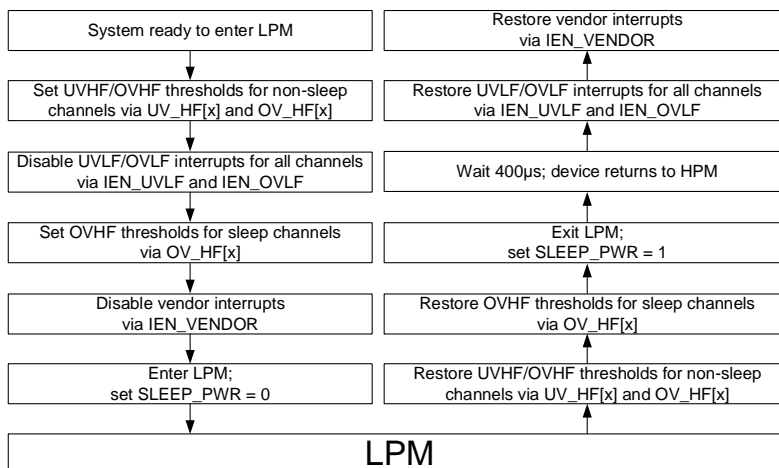 System ready to enter LPM
Set UVHF/OVHF thresholds for non-sleep
channels via UV_HF[x] and OV_HF[x]
Disable UVLF/OVLF interrupts for all channels
via IEN_UVLF and IEN_OVLF
Set OVHF thresholds for sleep channels
via OV_HF[x]
Disable vendor interrupts
via IEN_VENDOR
Enter LPM;
set SLEEP_PWR = 0
LPM
Restore UVHF/OVHF thresholds for non-sleep
channels via UV_HF[x] and OV_HF[x]
Restore OVHF thresholds for sleep channels
via OV_HF[x]
Exit LPM;
set SLEEP_PWR = 1
Wait 400µs; device returns to HPM
Restore UVLF/OVLF interrupts for all channels
via IEN_UVLF and IEN_OVLF
Restore vendor interrupts
via IEN_VENDOR